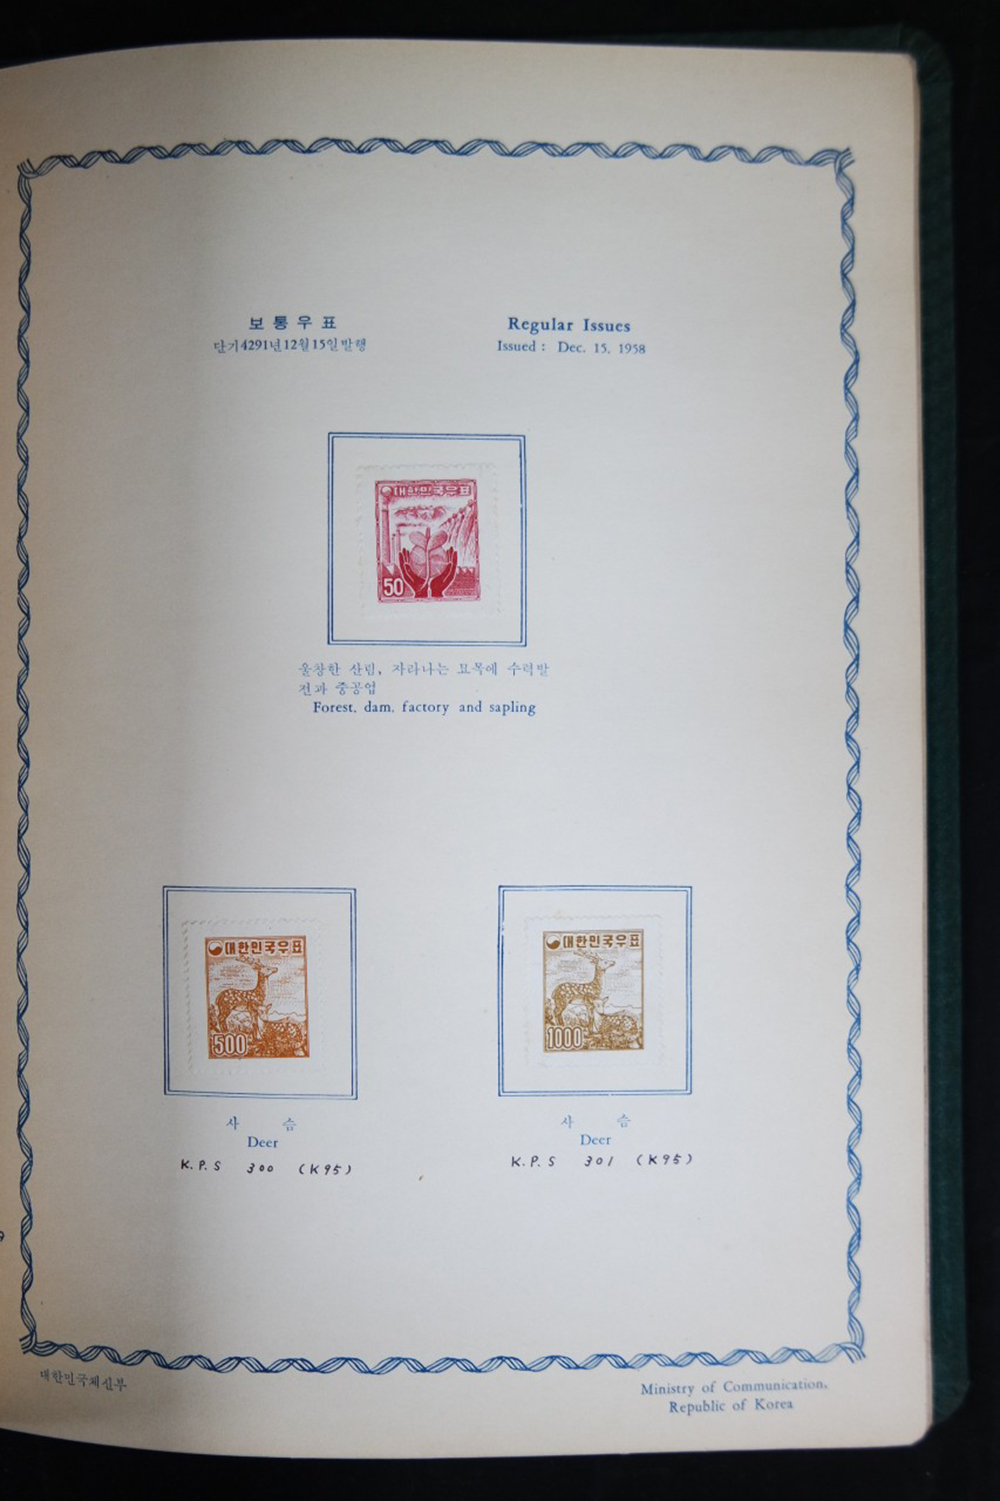 보통우표
단기4291년12월15일발행
Regular Issues
Issued : Dec. 15, 1958
대한민국우표
50
울창한 산림, 자라나는 묘목에 수력발
전과 중공업
Forest, dam, factory and sapling
대한민국우표
500
사 슴
Deer
K.P.S 300 (K95)
대한민국우표
1000
사 슴
Deer
K.P.S 301 (K95)
대한민국체신부
Ministry of Communication,
Republic of Korea